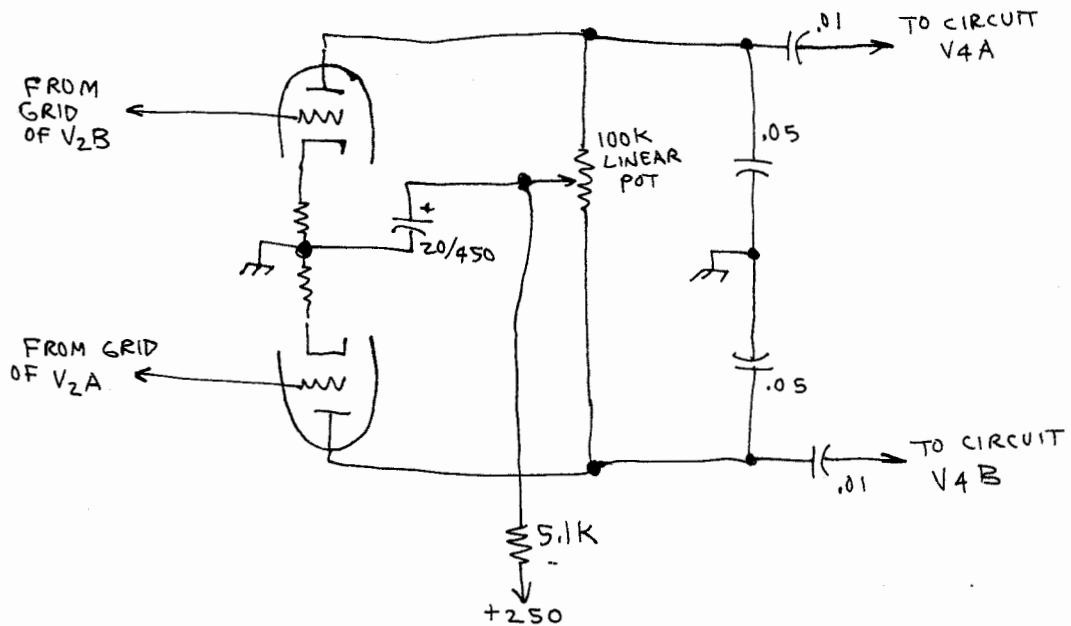 .01
TO CIRCUIT
V4A
FROM
GRID
OF V2B
100K
LINEAR
POT
.05
+
20/450
FROM GRID
OF V2A
.05
TO CIRCUIT
V4B
.01
5.1K
+250